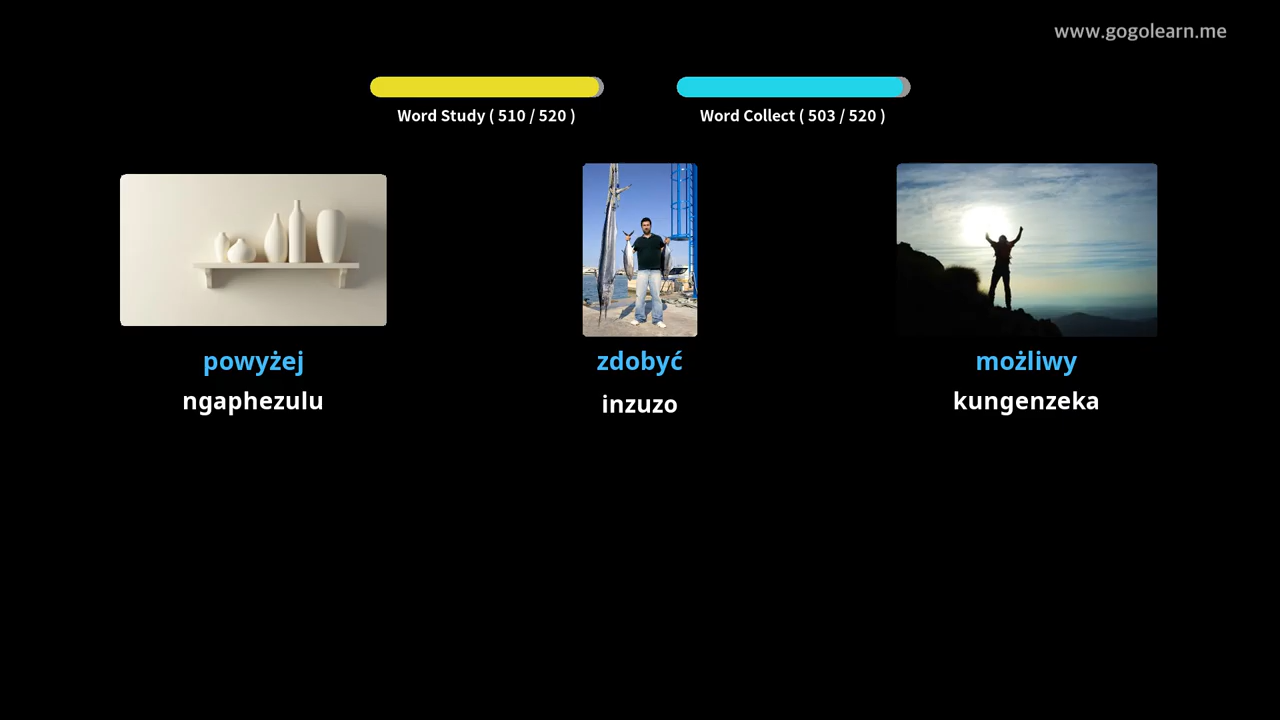 www.gogolearn.me
Word Study ( 510 / 520 )
Word Collect ( 503 / 520 )
powyżej
ngaphezulu
zdobyć
inzuzo
możliwy
kungenzeka